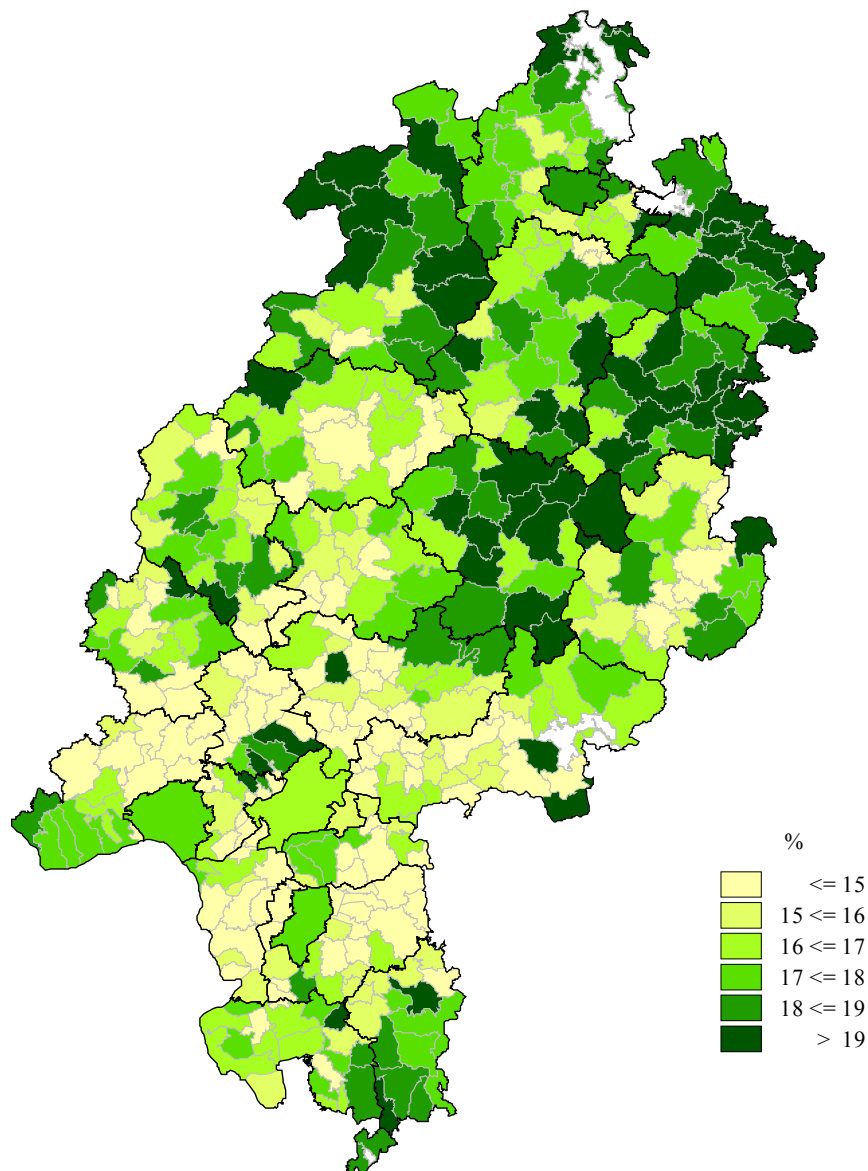 %
<= 15
15 <= 16
16 <= 17
17 <= 18
18 <= 19
> 19